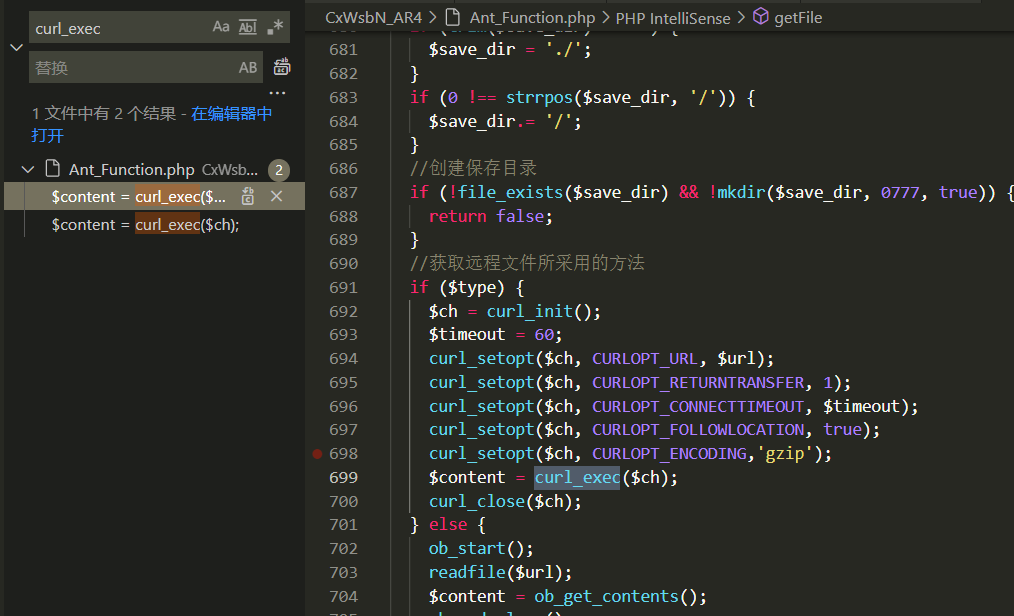 curl_exec
Aa Abl .*
替换
AB
...
1 文件中有 2 个结果 - 在编辑器中
打开
Ant_Function.php CxWsb... 2
$content = curl_exec($...
$content = curl_exec($ch);
CxWsbN_AR4 > Ant_Function.php > PHP IntelliSense > getFile
681 $save_dir = './';
682 }
683 if (0 !== strrpos($save_dir, '/')) {
684 $save_dir.= '/';
685 }
686 //创建保存目录
687 if (!file_exists($save_dir) && !mkdir($save_dir, 0777, true)) {
688 return false;
689 }
690 //获取远程文件所采用的方法
691 if ($type) {
692 $ch = curl_init();
693 $timeout = 60;
694 curl_setopt($ch, CURLOPT_URL, $url);
695 curl_setopt($ch, CURLOPT_RETURNTRANSFER, 1);
696 curl_setopt($ch, CURLOPT_CONNECTTIMEOUT, $timeout);
697 curl_setopt($ch, CURLOPT_FOLLOWLOCATION, true);
698 curl_setopt($ch, CURLOPT_ENCODING,'gzip');
699 $content = curl_exec($ch);
700 curl_close($ch);
701 } else {
702 ob_start();
703 readfile($url);
704 $content = ob_get_contents();